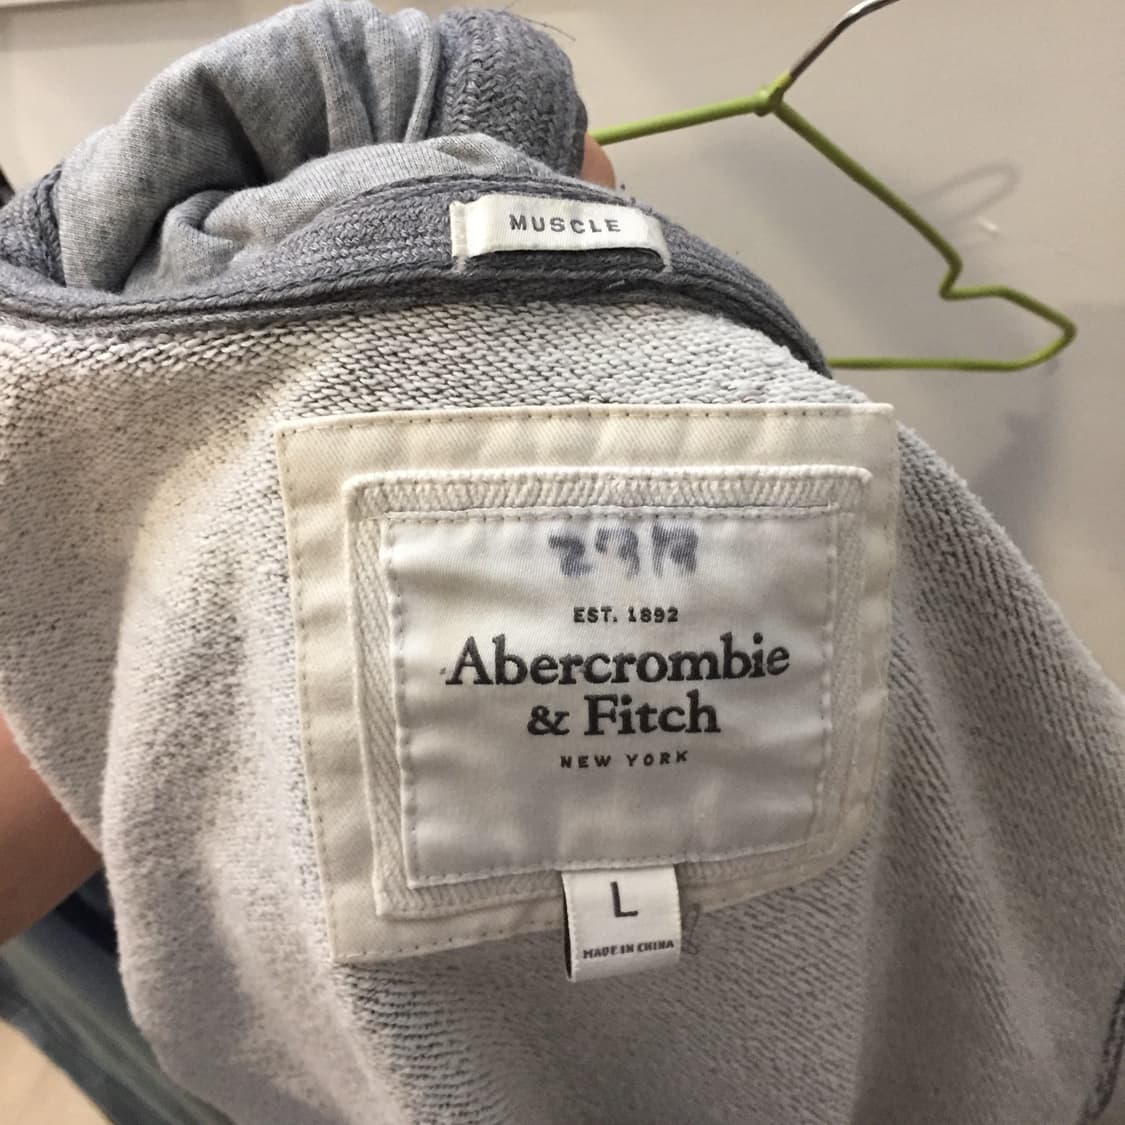 MUSCLE
EST. 1892
Abercrombie
& Fitch
NEW YORK
L
MADE IN CHINA